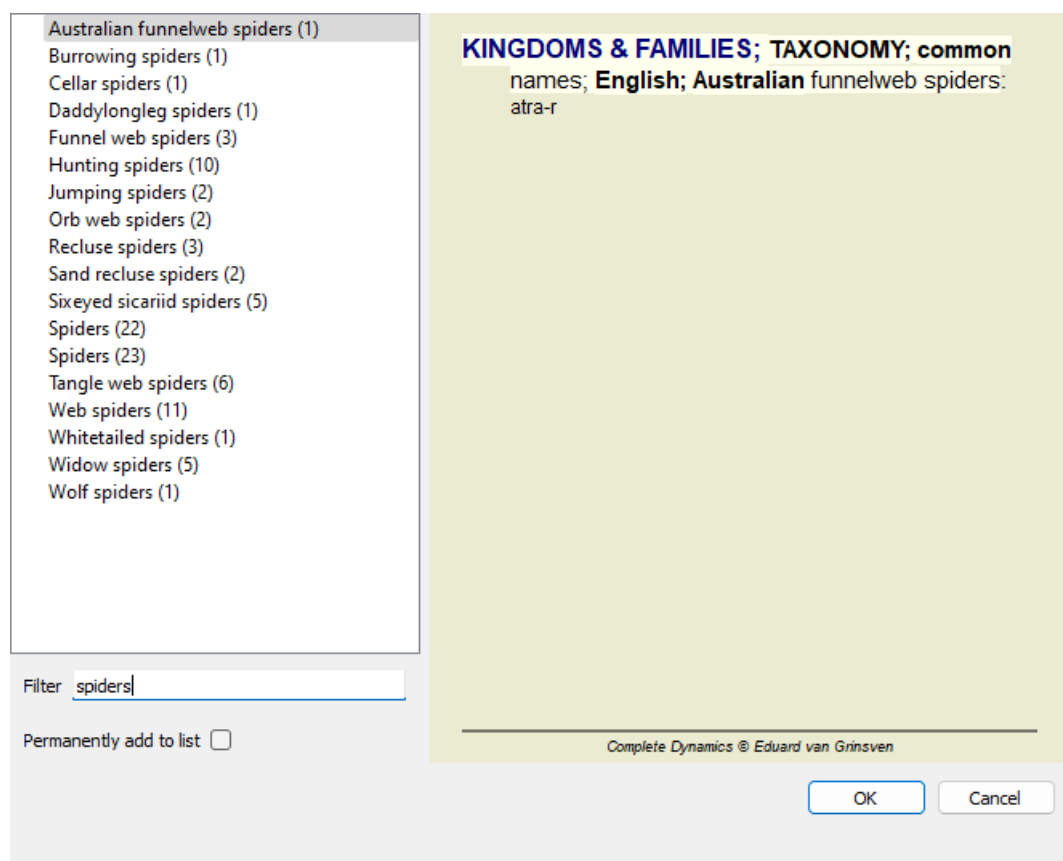 Australian funnelweb spiders (1)
Burrowing spiders (1)
Cellar spiders (1)
Daddylongleg spiders (1)
Funnel web spiders (3)
Hunting spiders (10)
Jumping spiders (2)
Orb web spiders (2)
Recluse spiders (3)
Sand recluse spiders (2)
Sixeyed sicariid spiders (5)
Spiders (22)
Spiders (23)
Tangle web spiders (6)
Web spiders (11)
Whitetailed spiders (1)
Widow spiders (5)
Wolf spiders (1)
Filter spiders
Permanently add to list
KINGDOMS & FAMILIES; TAXONOMY; common
names; English; Australian funnelweb spiders:
atra-r
Complete Dynamics © Eduard van Grinsven
OK Cancel